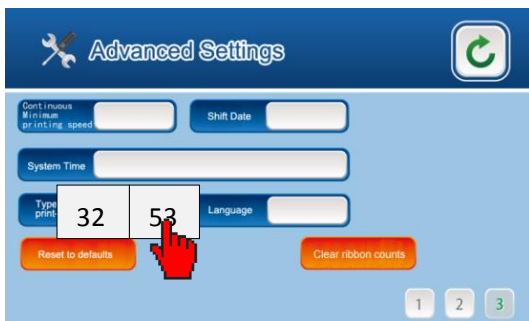 Advanced Settings
Continuous
Minimum
printing speed
Shift Date
System Time
Type
print-
32
53
Language
Reset to defaults
Clear ribbon counts
1 2 3